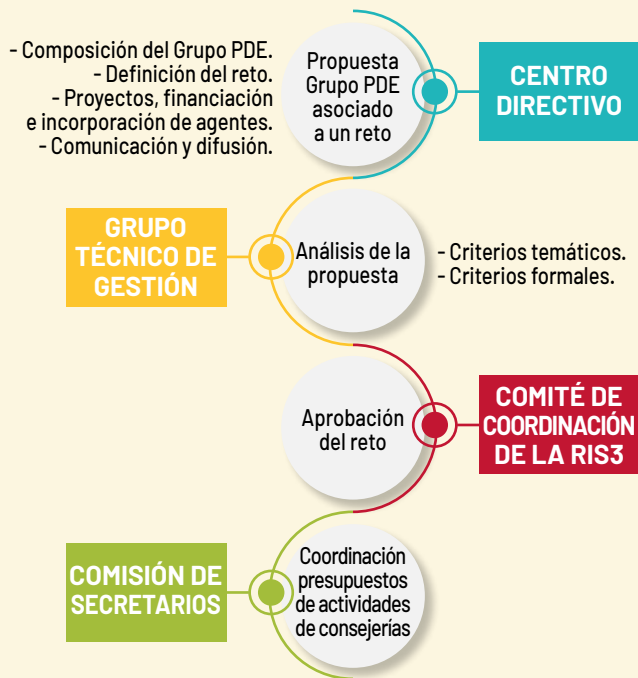 - Composición del Grupo PDE.
- Definición del reto.
- Proyectos, financiación
e incorporación de agentes.
- Comunicación y difusión.
Propuesta
Grupo PDE
asociado
a un reto
CENTRO
DIRECTIVO
GRUPO
TÉCNICO DE
GESTIÓN
Análisis de la
propuesta
- Criterios temáticos.
- Criterios formales.
Aprobación
del reto
COMITÉ DE
COORDINACIÓN
DE LA RIS3
COMISIÓN DE
SECRETARIOS
Coordinación
presupuestos
de actividades
de consejerías